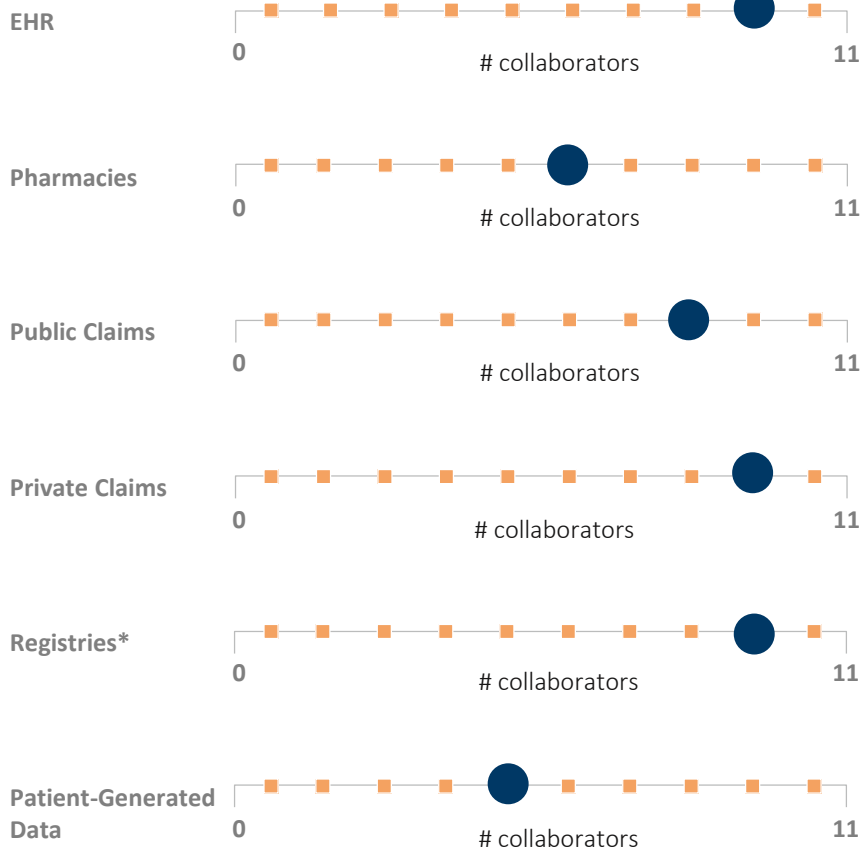 EHR
0
# collaborators
11
Pharmacies
0
# collaborators
11
Public Claims
0
# collaborators
11
Private Claims
0
# collaborators
11
Registries*
0
# collaborators
11
Patient-Generated
Data
0
# collaborators
11